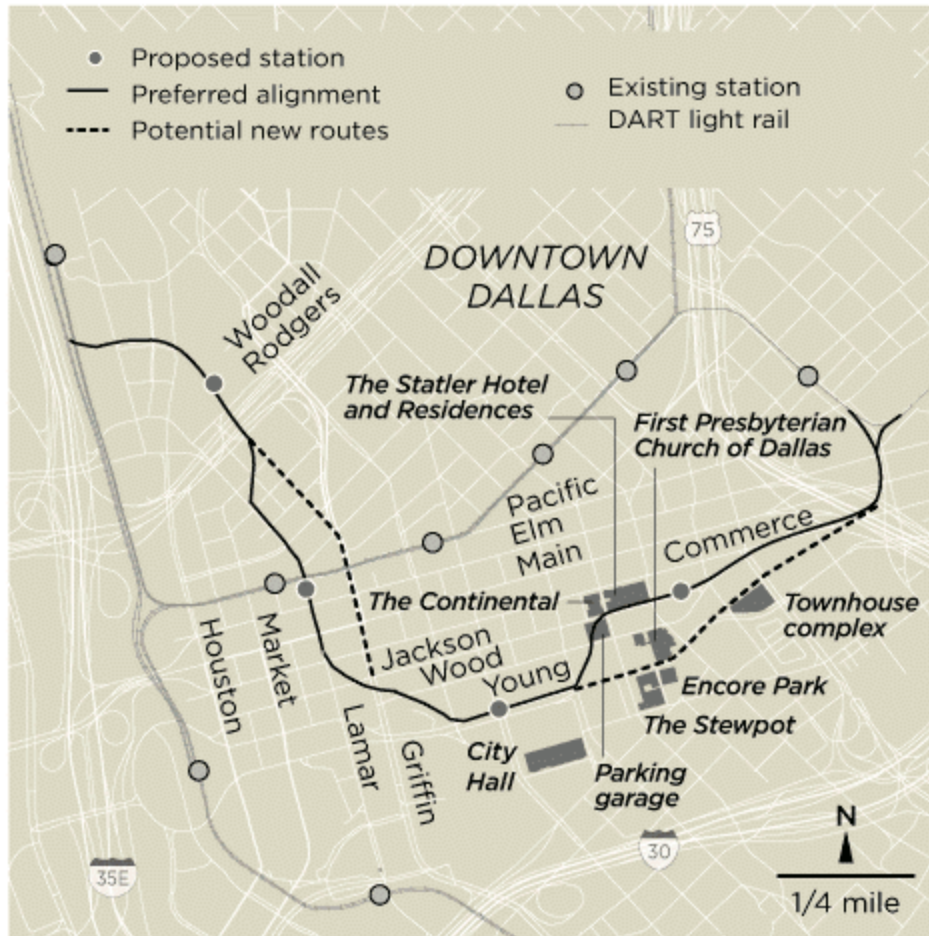 Proposed station
Preferred alignment
Potential new routes
Existing station
DART light rail
75
DOWNTOWN
DALLAS
Woodall
Rodgers
The Statler Hotel
and Residences
First Presbyterian
Church of Dallas
Pacific
Elm
Main
Commerce
The Continental
Townhouse
complex
Houston
Market
Jackson
Wood
Young
Encore Park
The Stewpot
Lamar
Griffin
City
Hall
Parking
garage
N
30
35E
1/4 mile